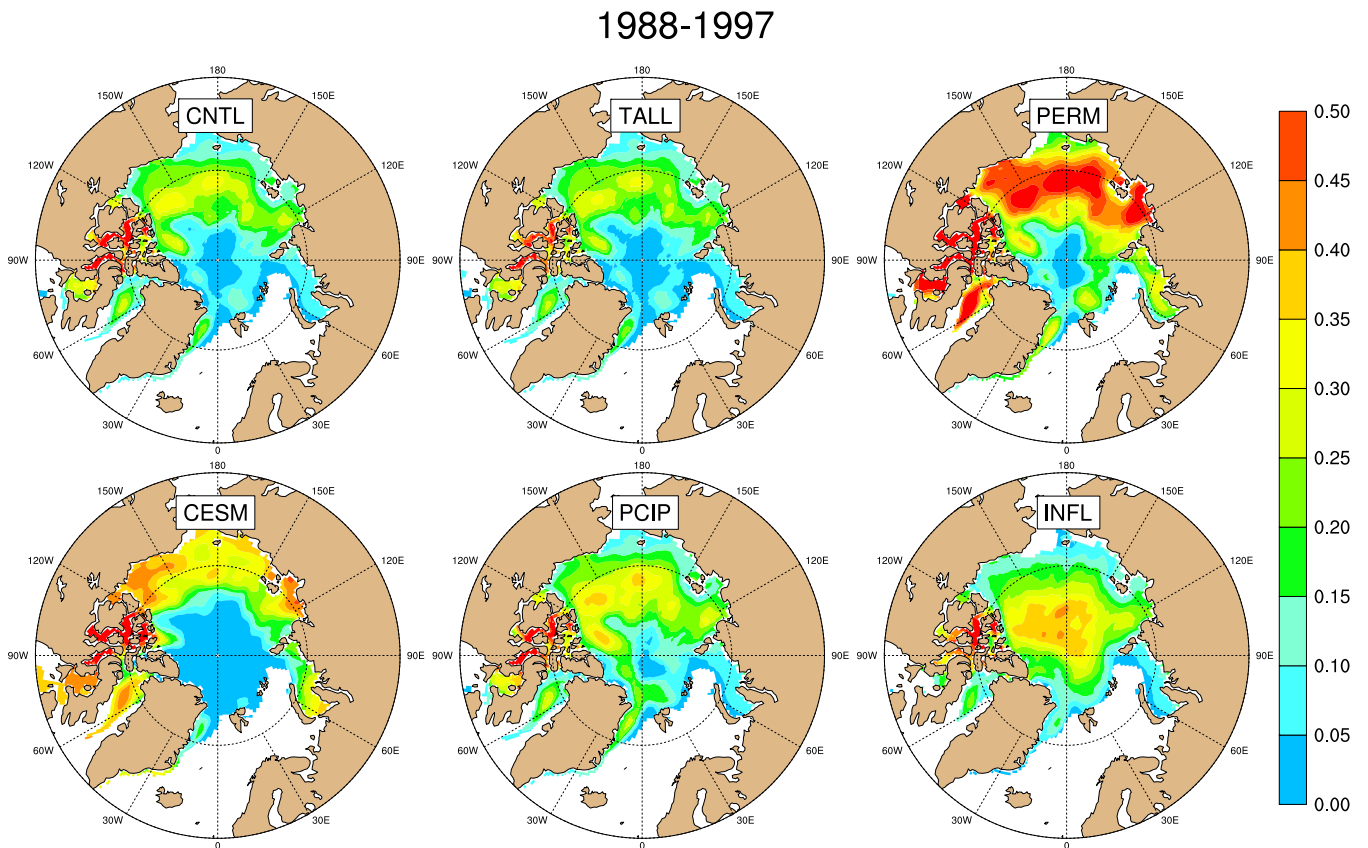 1988-1997
180 180 180
150W 150E 150W 150E 150W 150E
CNTL TALL PERM
0.50
120W 120E 120W 120E 120W 120E
0.45
0.40
90W 90E 90W 90E 90W 90E
0.35
60W 60E 60W 60E 60W 60E
0.30
30W 30E 30W 30E 30W 30E
0 0 0
0.25
180 180 180
150W 150E 150W 150E 150W 150E
CESM PCIP INFL
0.20
120W 120E 120W 120E 120W 120E
0.15
90W 90E 90W 90E 90W 90E
0.10
0.05
60W 60E 60W 60E 60W 60E
0.00
30W 30E 30W 30E 30W 30E
0 0 0